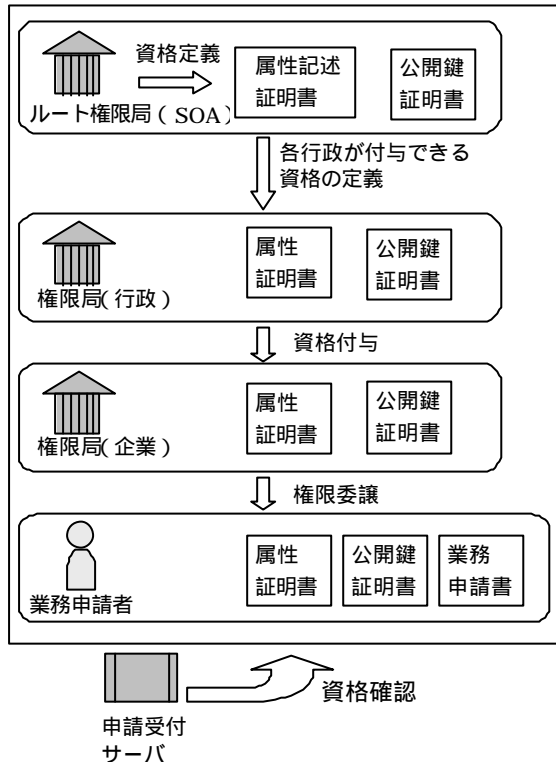 資格定義
属性記述
証明書
公開鍵
証明書
ルート権限局(SOA)
各行政が付与できる
資格の定義
属性
証明書
公開鍵
証明書
権限局(行政)
資格付与
属性
証明書
公開鍵
証明書
権限局(企業)
権限委譲
属性
証明書
公開鍵
証明書
業務
申請書
業務申請者
資格確認
申請受付
サーバ